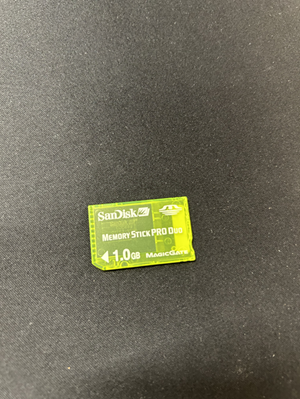 SanDisk
MEMORY STICK PRO DUO
1.0GB MAGICGATE